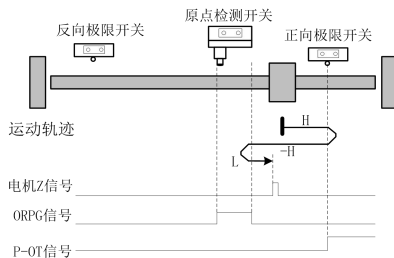 原点检测开关
反向极限开关
正向极限开关
运动轨迹
H
-H
L
电机Z信号
ORPG信号
P-OT信号